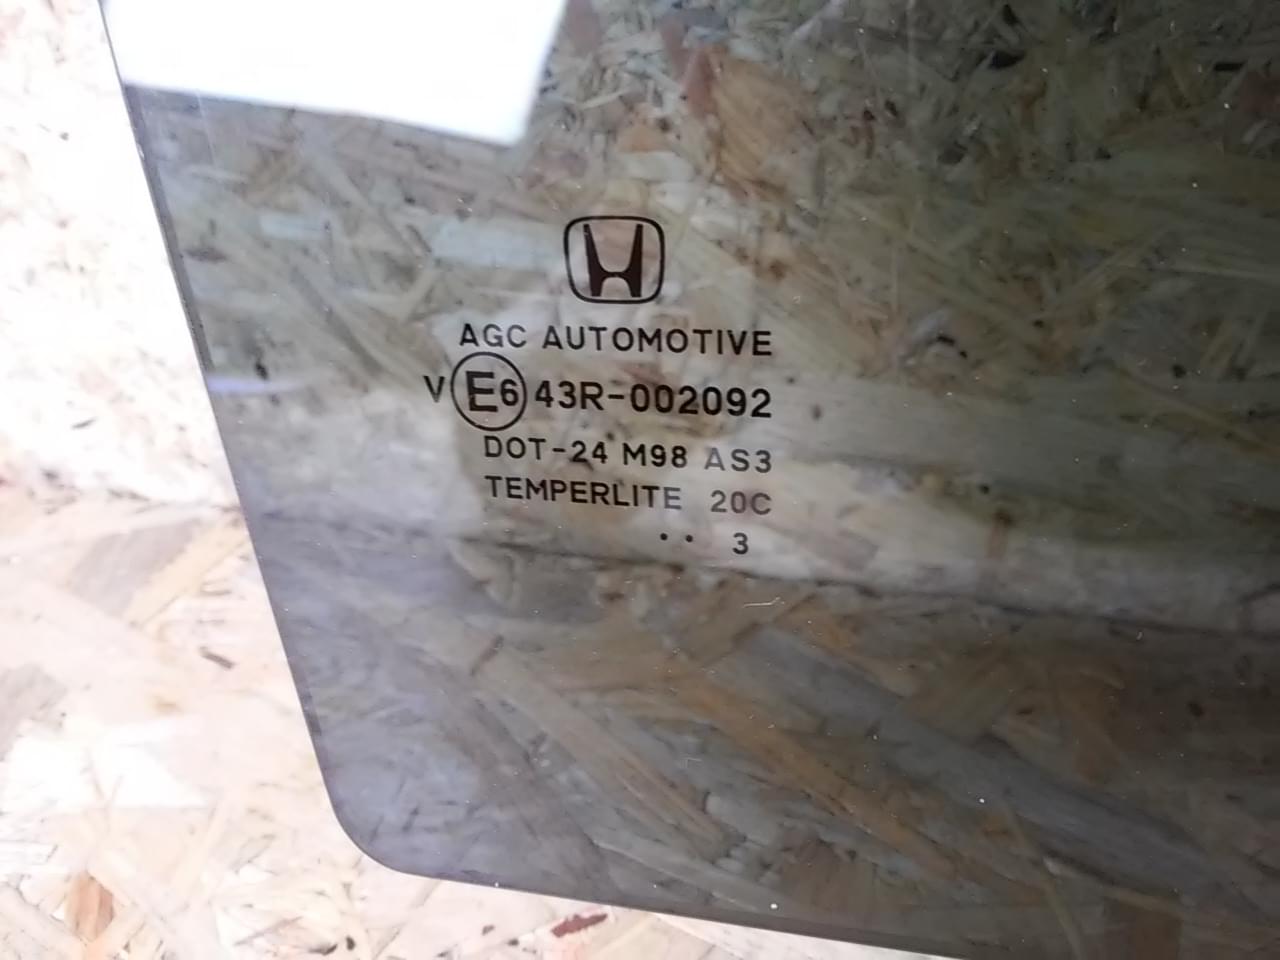 AGC AUTOMOTIVE
V E6 43R-002092
DOT-24 M98 AS3
TEMPERLITE 20C
•• 3